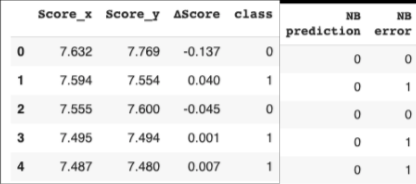 Score_x Score_y ΔScore class NB prediction NB error
0 7.632 7.769 -0.137 0 0 0
1 7.594 7.554 0.040 1 0 1
2 7.555 7.600 -0.045 0 0 0
3 7.495 7.494 0.001 1 0 1
4 7.487 7.480 0.007 1 0 1